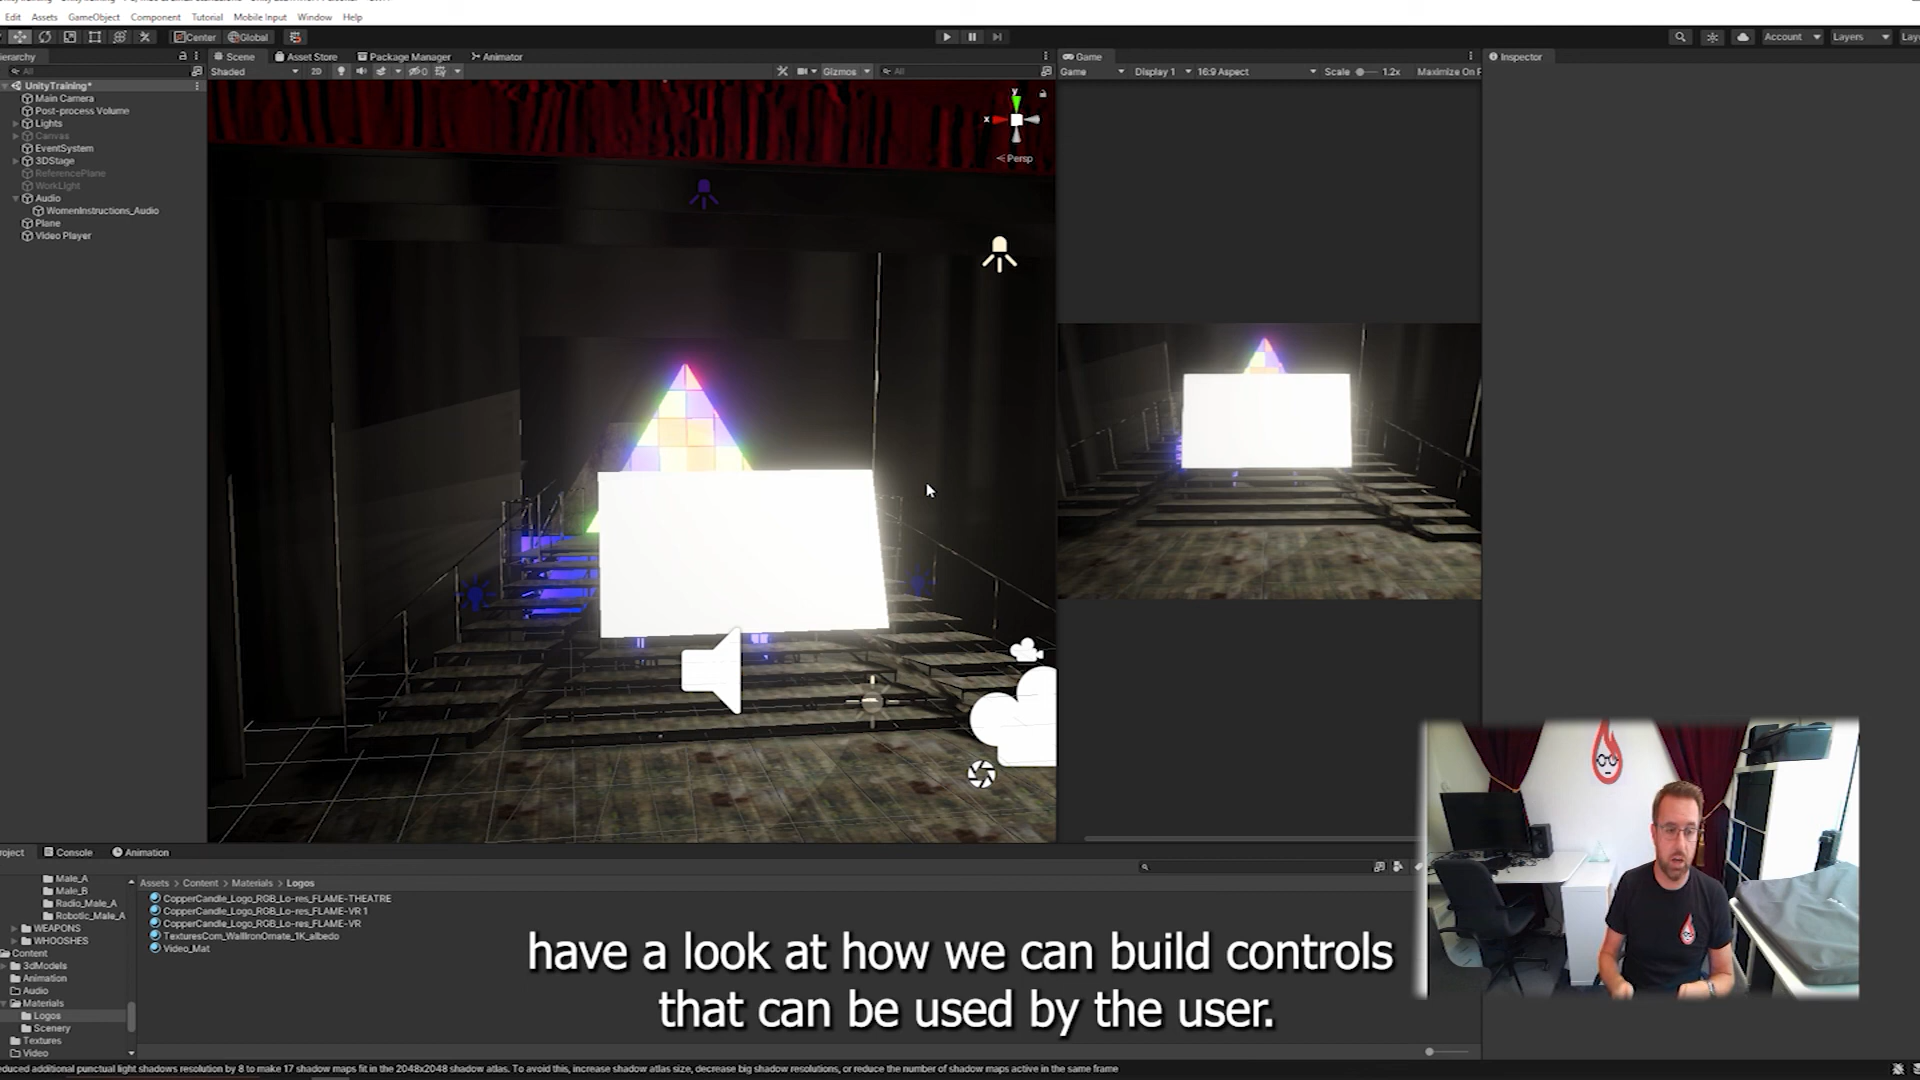 Edit Assets GameObject Component Tutorial Mobile Input Window Help
Center Global
Account Layers
Scene Asset Store Package Manager Animator
Game
Inspector
All
Shaded 2D 0 Gizmos All
Game Display 1 16:9 Aspect Scale 1.2x Maximize On P
UnityTraining*
Main Camera
Post-process Volume
Lights
Canvas
EventSystem
3DStage
ReferencePlane
WorkLight
Audio
WomenInstructions_Audio
Plane
Video Player
y
x
Persp
Console Animation
Male_A
Male_B
Radio_Male_A
Robotic_Male_A
WEAPONS
WHOOSHES
Content
3dModels
Animation
Audio
Materials
Logos
Scenery
Textures
Video
Assets > Content > Materials > Logos
CopperCandle_Logo_RGB_Lo-res_FLAME-THEATRE
CopperCandle_Logo_RGB_Lo-res_FLAME-VR 1
CopperCandle_Logo_RGB_Lo-res_FLAME-VR
TexturesCom_WallIronOrnate_1K_albedo
Video_Mat
have a look at how we can build controls
that can be used by the user.
educed additional punctual light shadows resolution by 8 to make 17 shadow maps fit in the 2048x2048 shadow atlas. To avoid this, increase shadow atlas size, decrease big shadow resolutions, or reduce the number of shadow maps active in the same frame